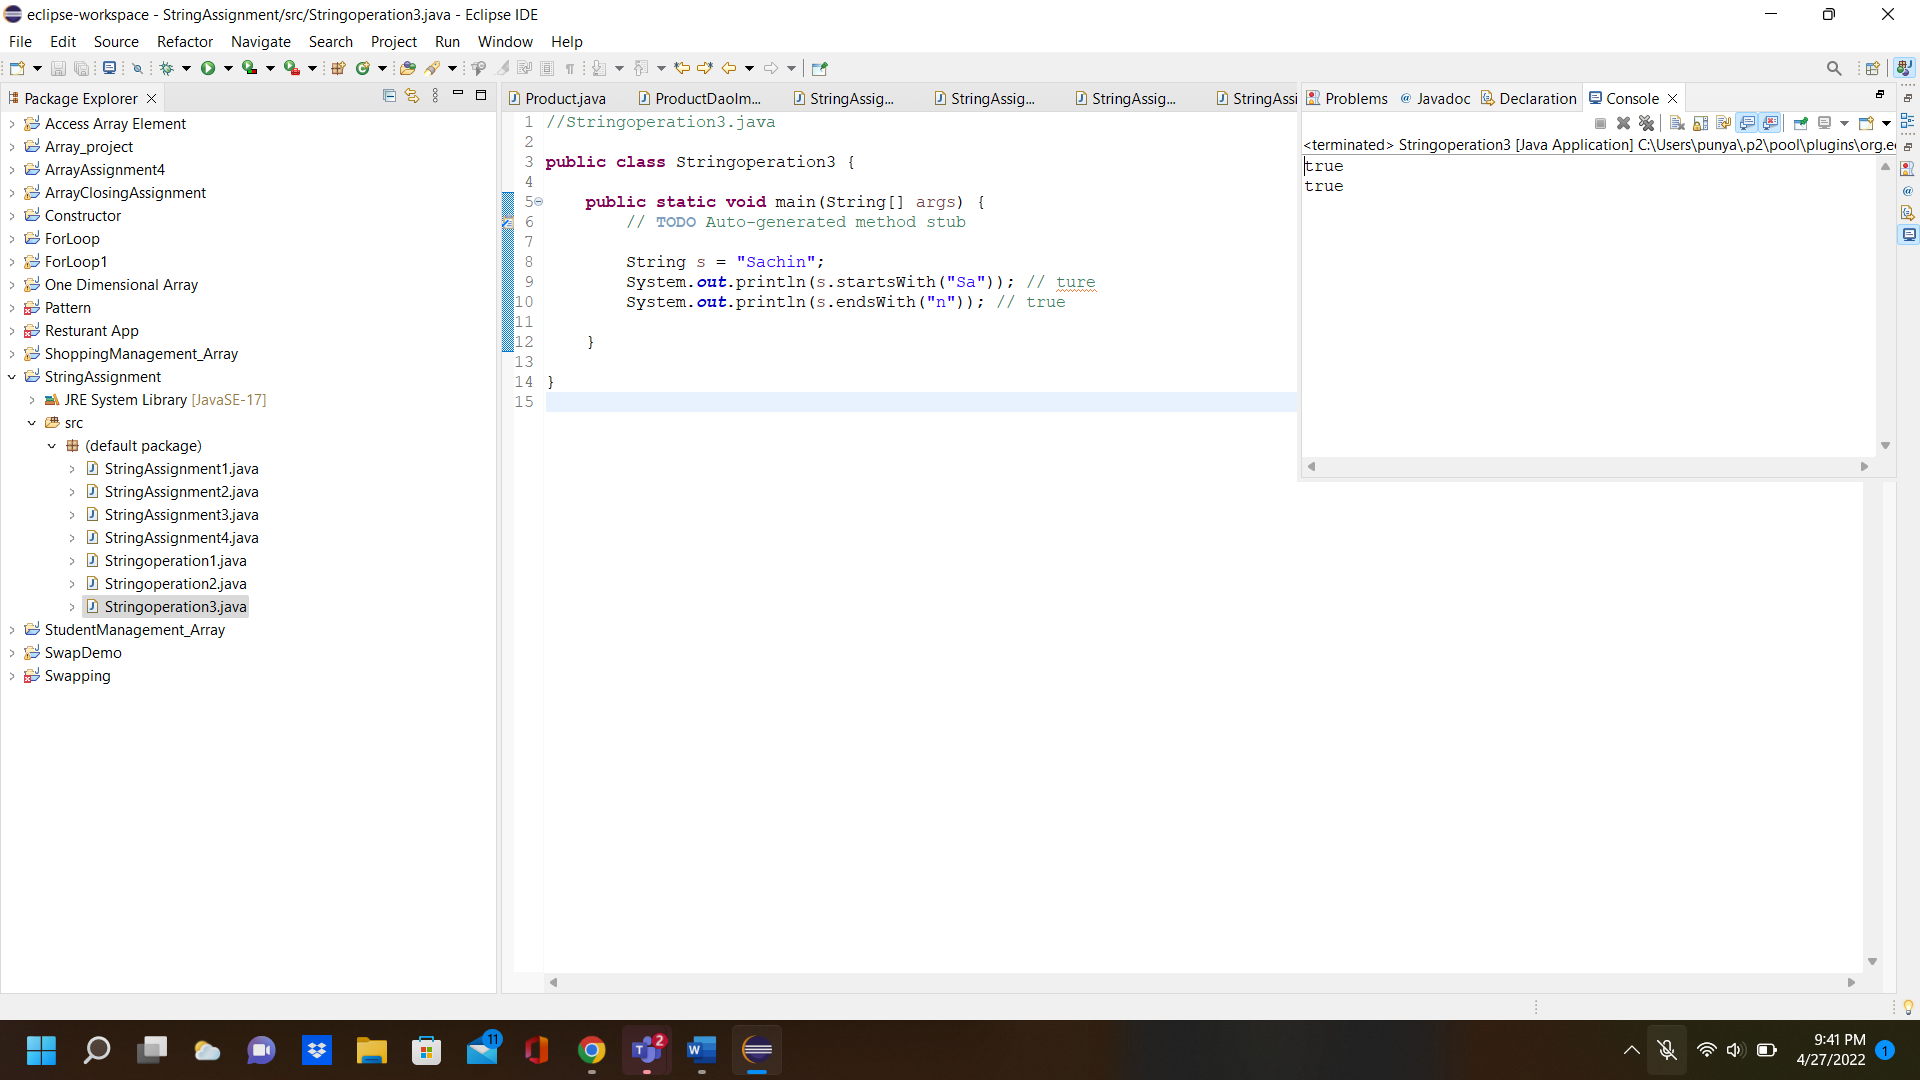 eclipse-workspace - StringAssignment/src/Stringoperation3.java - Eclipse IDE
File Edit Source Refactor Navigate Search Project Run Window Help
Package Explorer
Access Array Element
Array_project
ArrayAssignment4
ArrayClosingAssignment
Constructor
ForLoop
ForLoop1
One Dimensional Array
Pattern
Resturant App
ShoppingManagement_Array
StringAssignment
JRE System Library [JavaSE-17]
src
(default package)
StringAssignment1.java
StringAssignment2.java
StringAssignment3.java
StringAssignment4.java
Stringoperation1.java
Stringoperation2.java
Stringoperation3.java
StudentManagement_Array
SwapDemo
Swapping
Product.java ProductDaoIm... StringAssig... StringAssig... StringAssig... StringAssi
1 //Stringoperation3.java
2
3 public class Stringoperation3 {
4
5 public static void main(String[] args) {
6 // TODO Auto-generated method stub
7
8 String s = "Sachin";
9 System.out.println(s.startsWith("Sa")); // ture
10 System.out.println(s.endsWith("n")); // true
11
12 }
13
14 }
15
Problems Javadoc Declaration Console
<terminated> Stringoperation3 [Java Application] C:\Users\punya\.p2\pool\plugins\org.e
true
true
11
2
9:41 PM
4/27/2022
1